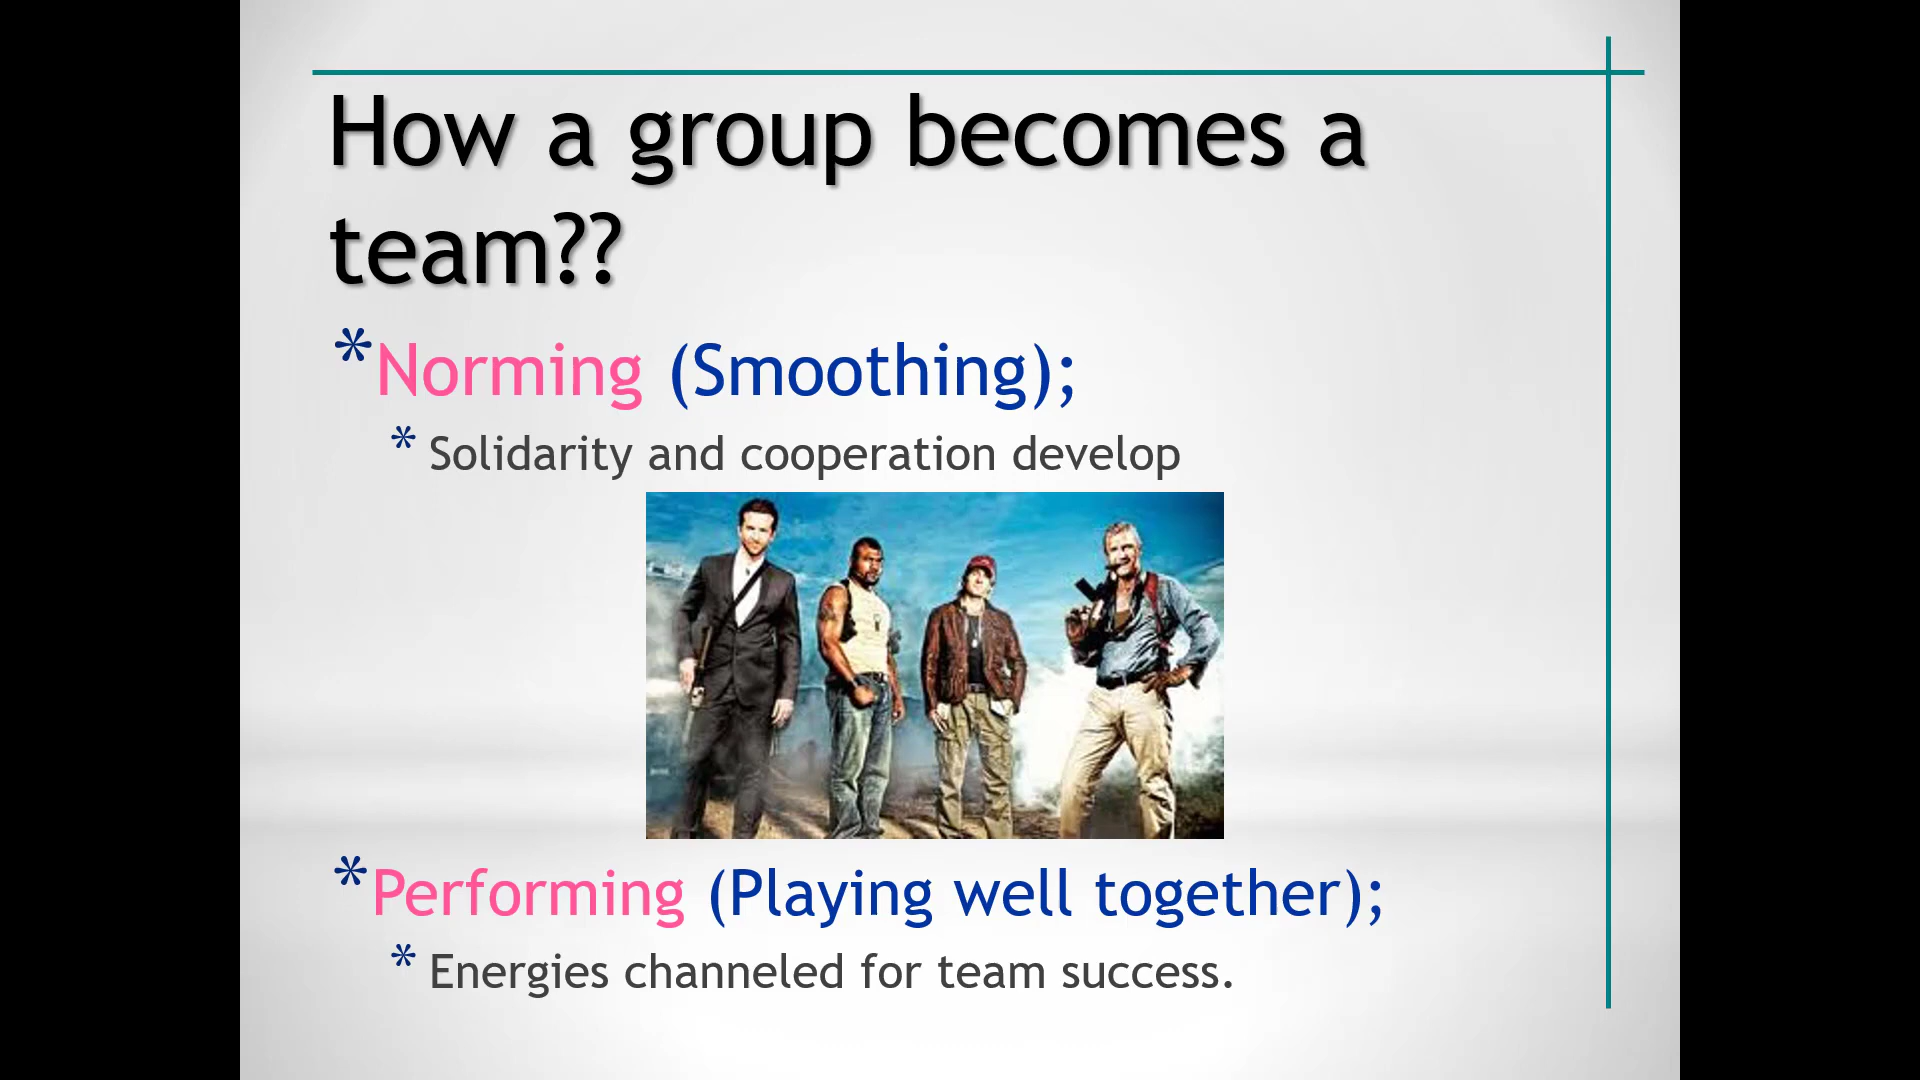 How a group becomes a
team??
*Norming (Smoothing);
* Solidarity and cooperation develop
*Performing (Playing well together);
* Energies channeled for team success.